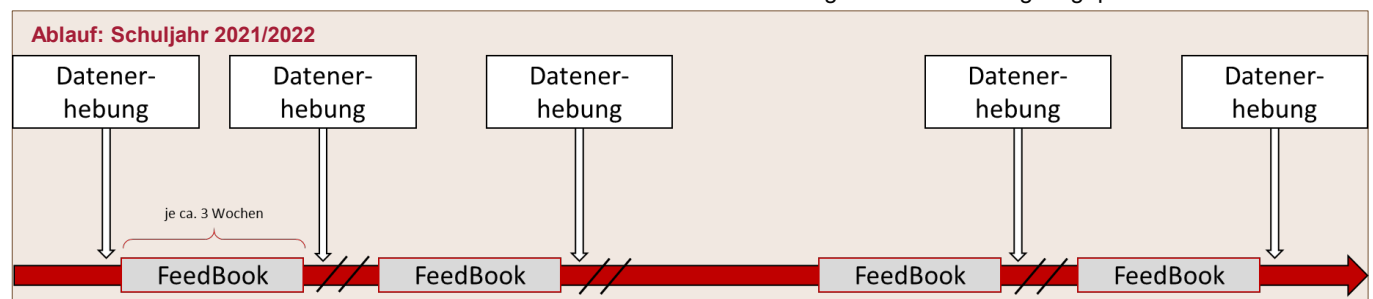 Ablauf: Schuljahr 2021/2022
Datener-
hebung
Datener-
hebung
Datener-
hebung
Datener-
hebung
Datener-
hebung
je ca. 3 Wochen
FeedBook
FeedBook
FeedBook
FeedBook